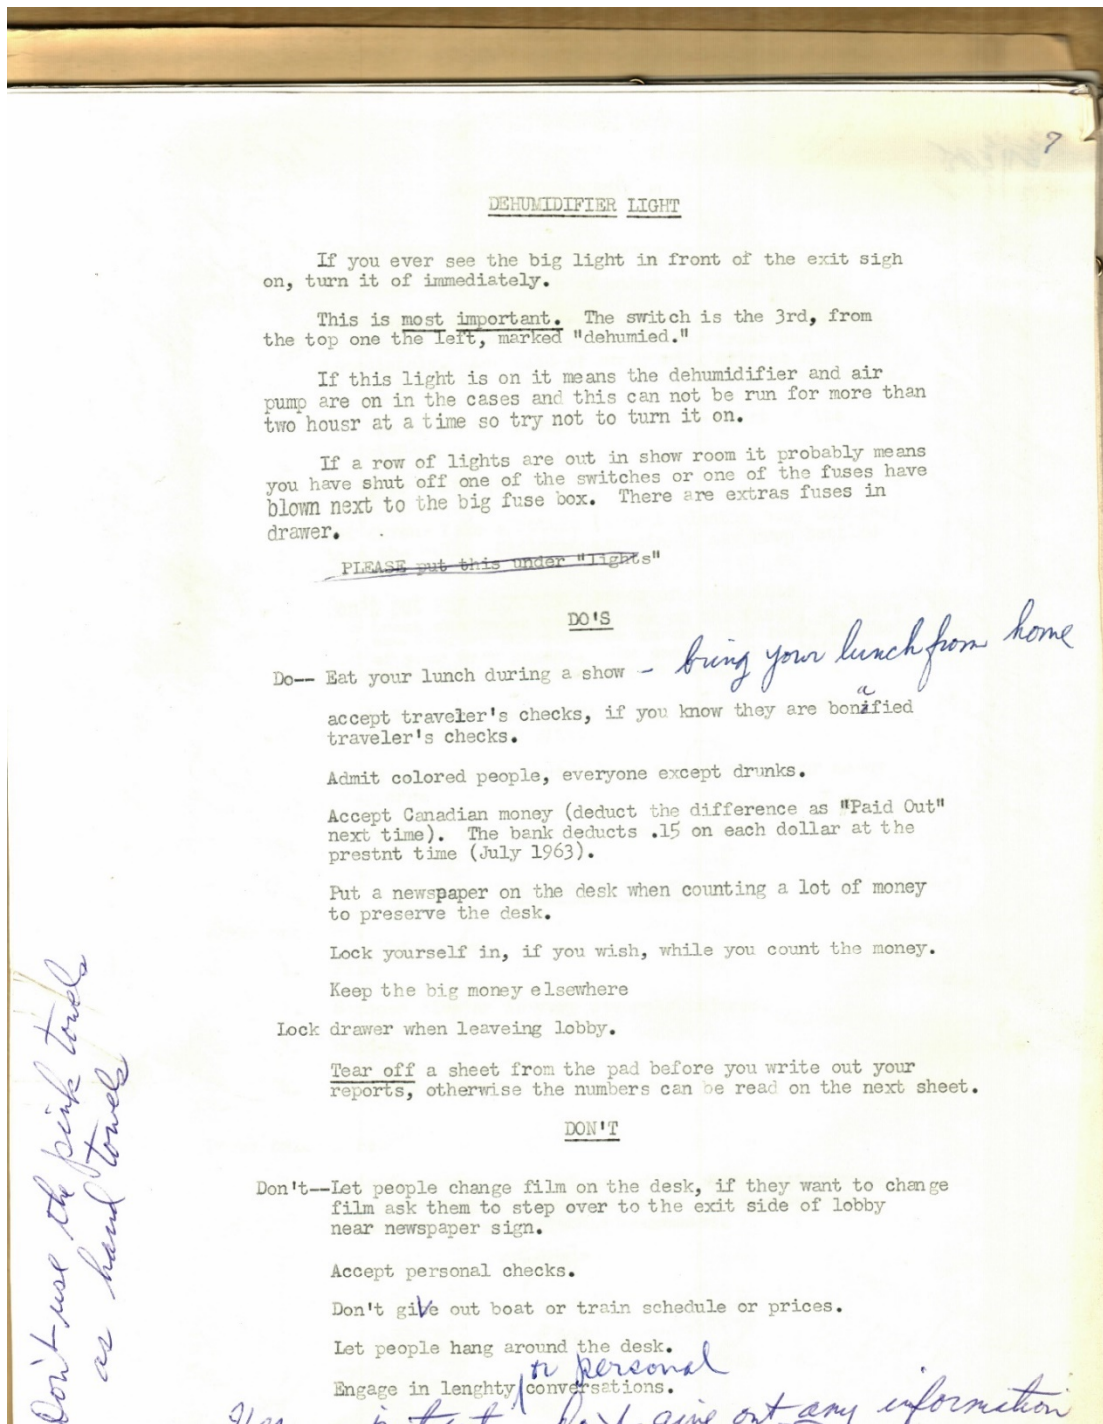 7
DEHUMIDIFIER LIGHT
If you ever see the big light in front of the exit sigh
on, turn it of immediately.
This is most important. The switch is the 3rd, from
the top one the left, marked "dehumied."
If this light is on it means the dehumidifier and air
pump are on in the cases and this can not be run for more than
two housr at a time so try not to turn it on.
If a row of lights are out in show room it probably means
you have shut off one of the switches or one of the fuses have
blown next to the big fuse box. There are extras fuses in
drawer.
PLEASE put this under "lights"
DO'S
Do-- Eat your lunch during a show - bring your lunch from home
accept traveler's checks, if you know they are bonafied
traveler's checks.
Admit colored people, everyone except drunks.
Accept Canadian money (deduct the difference as "Paid Out"
next time). The bank deducts .15 on each dollar at the
prestnt time (July 1963).
Put a newspaper on the desk when counting a lot of money
to preserve the desk.
Lock yourself in, if you wish, while you count the money.
Keep the big money elsewhere
Lock drawer when leaveing lobby.
Tear off a sheet from the pad before you write out your
reports, otherwise the numbers can be read on the next sheet.
DON'T
Don't--Let people change film on the desk, if they want to change
film ask them to step over to the exit side of lobby
near newspaper sign.
Accept personal checks.
Don't give out boat or train schedule or prices.
Let people hang around the desk.
or personal
Engage in lenghty conversations.
give out any information
Don't use the pink towels
as hand towels